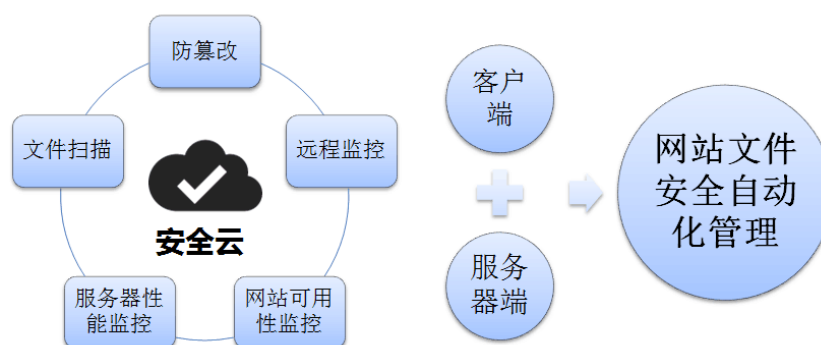 防篡改
文件扫描
远程监控
安全云
服务器性
能监控
网站可用
性监控
客户
端
服务
器端
网站文件
安全自动
化管理